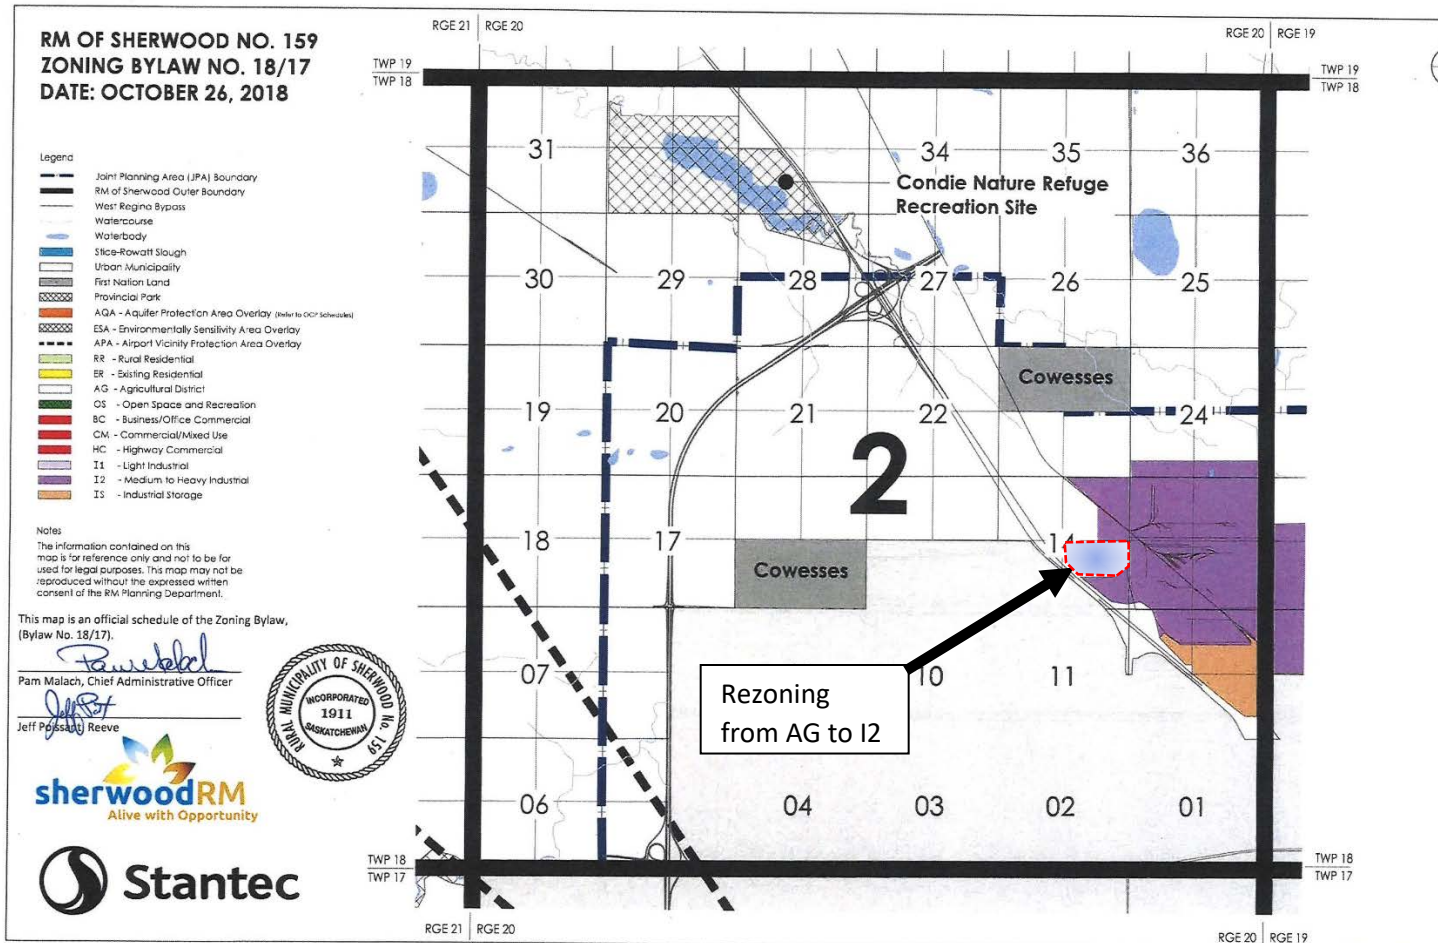 RM OF SHERWOOD NO. 159
ZONING BYLAW NO. 18/17
DATE: OCTOBER 26, 2018
Legend
Joint Planning Area (JPA) Boundary
RM of Sherwood Outer Boundary
West Regina Bypass
Watercourse
Waterbody
Stice-Rowatt Slough
Urban Municipality
First Nation Land
Provincial Park
AQA - Aquifer Protection Area Overlay (Refer to OCP Schedules)
ESA - Environmentally Sensitivity Area Overlay
APA - Airport Vicinity Protection Area Overlay
RR - Rural Residential
ER - Existing Residential
AG - Agricultural District
OS - Open Space and Recreation
BC - Business/Office Commercial
CM - Commercial/Mixed Use
HC - Highway Commercial
I1 - Light Industrial
I2 - Medium to Heavy Industrial
IS - Industrial Storage
Notes
The information contained on this
map is for reference only and not to be for
used for legal purposes. This map may not be
reproduced without the expressed written
consent of the RM Planning Department.
This map is an official schedule of the Zoning Bylaw,
(Bylaw No. 18/17).
Pam Malach, Chief Administrative Officer
Jeff Poissant, Reeve
RURAL MUNICIPALITY OF SHERWOOD No. 159
INCORPORATED
1911
SASKATCHEWAN
sherwoodRM
Alive with Opportunity
Stantec
RGE 21 RGE 20
RGE 20 RGE 19
TWP 19
TWP 18
TWP 19
TWP 18
31
34
35
36
Condie Nature Refuge
Recreation Site
30
29
28
27
26
25
Cowesses
19
20
21
22
24
2
18
17
14
Cowesses
07
10
11
Rezoning
from AG to I2
06
04
03
02
01
TWP 18
TWP 17
TWP 18
TWP 17
RGE 21 RGE 20
RGE 20 RGE 19